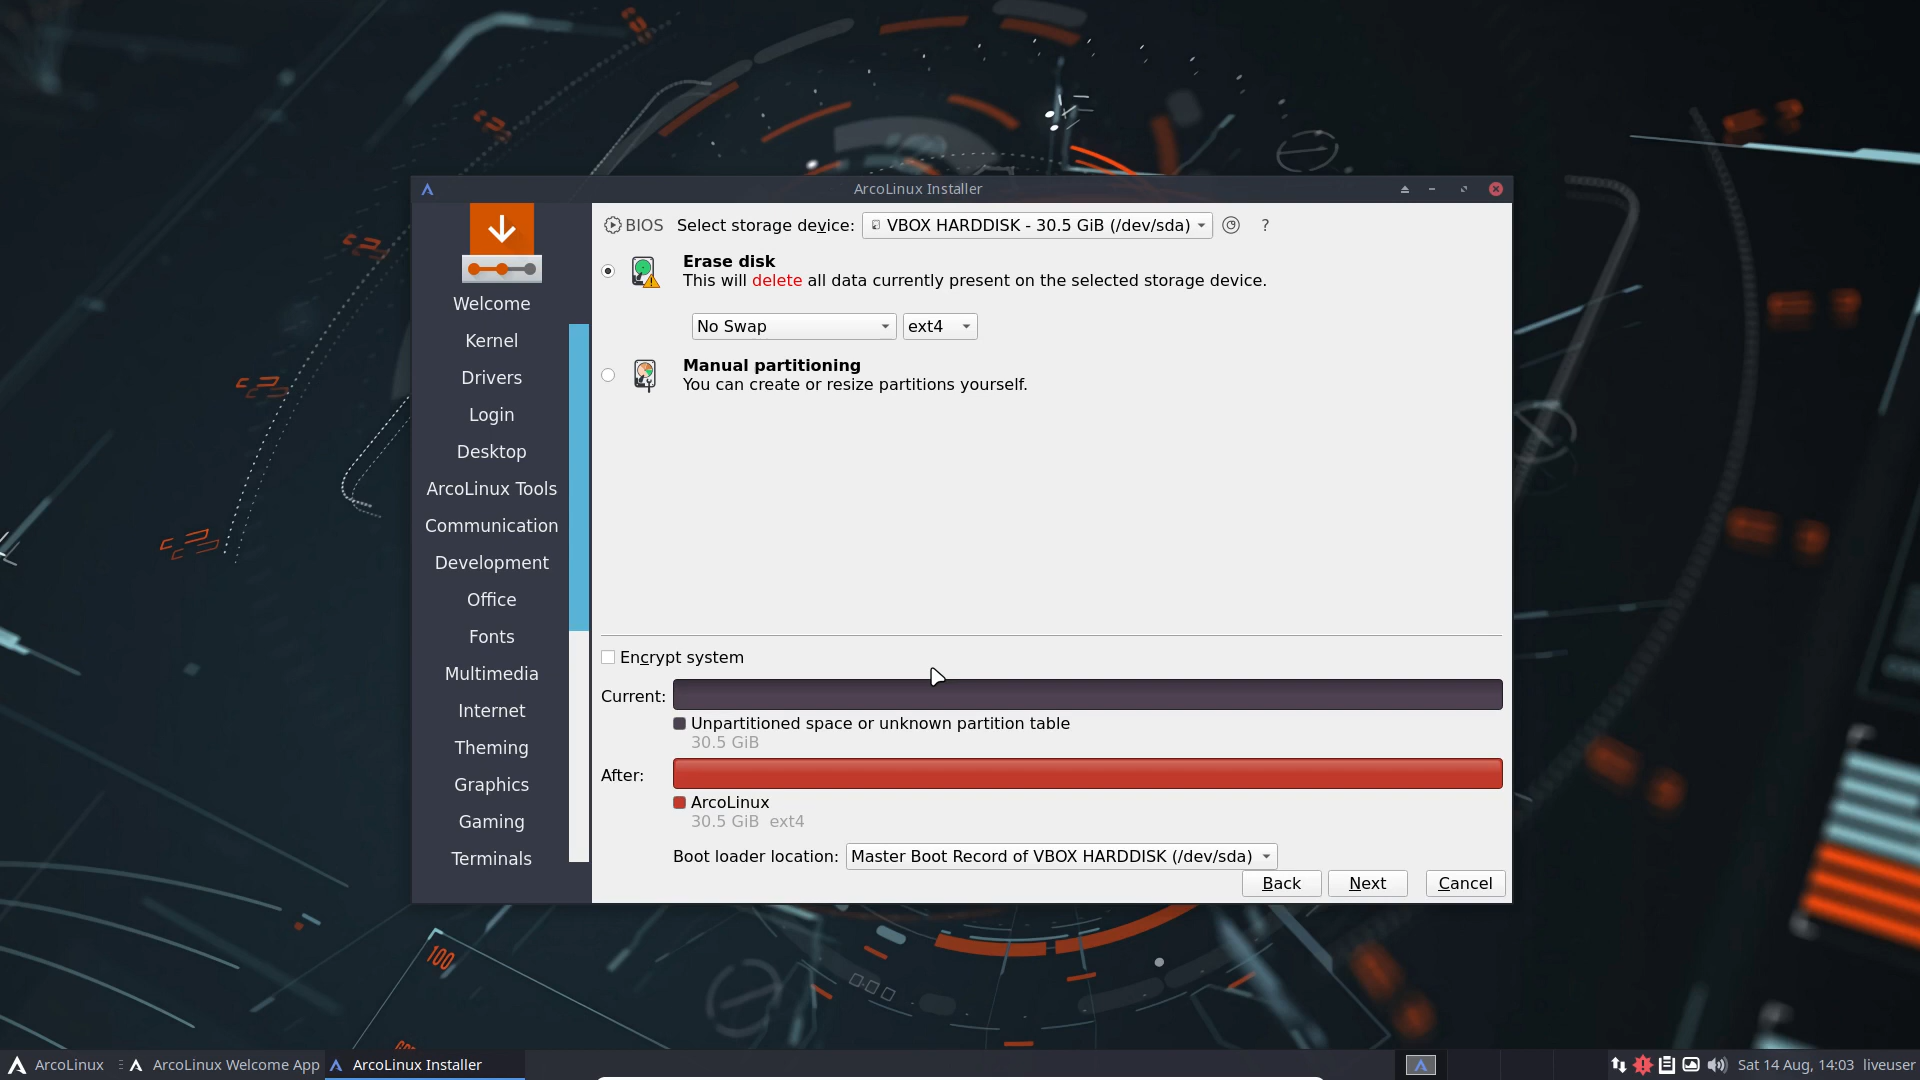 ArcoLinux Installer
BIOS Select storage device: VBOX HARDDISK - 30.5 GiB (/dev/sda) ?
Erase disk
This will delete all data currently present on the selected storage device.
No Swap ext4
Manual partitioning
You can create or resize partitions yourself.
Welcome
Kernel
Drivers
Login
Desktop
ArcoLinux Tools
Communication
Development
Office
Fonts
Multimedia
Internet
Theming
Graphics
Gaming
Terminals
Encrypt system
Current:
Unpartitioned space or unknown partition table
30.5 GiB
After:
ArcoLinux
30.5 GiB ext4
Boot loader location: Master Boot Record of VBOX HARDDISK (/dev/sda)
Back Next Cancel
100
ArcoLinux ArcoLinux Welcome App ArcoLinux Installer Sat 14 Aug, 14:03 liveuser